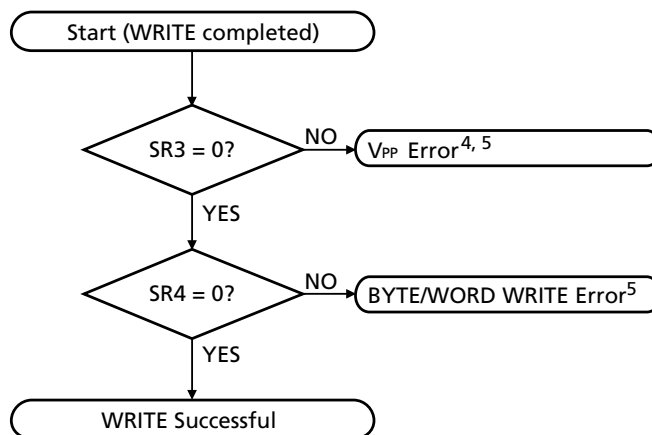 Start (WRITE completed)
SR3 = 0?
NO
VPP Error4, 5
YES
SR4 = 0?
NO
BYTE/WORD WRITE Error5
YES
WRITE Successful